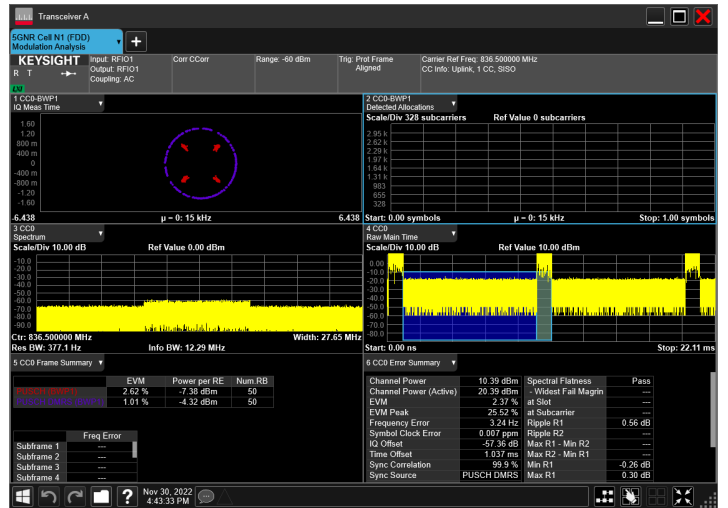 Transceiver A
5GNR Cell N1 (FDD)
Modulation Analysis
KEYSIGHT
R T
LXI
Input: RFIO1
Output: RFIO1
Coupling: AC
Corr CCorr
Range: -60 dBm
Trig: Prot Frame
Aligned
Carrier Ref Freq: 836.500000 MHz
CC Info: Uplink, 1 CC, SISO
1 CC0-BWP1
IQ Meas Time
1.60
1.20
800 m
400 m
0
-400 m
-800 m
-1.20
-1.60
-6.438
μ = 0: 15 kHz
6.438
2 CC0-BWP1
Detected Allocations
Scale/Div 328 subcarriers
Ref Value 0 subcarriers
2.95 k
2.62 k
2.29 k
1.97 k
1.64 k
1.31 k
983
655
328
Start: 0.00 symbols
μ = 0: 15 kHz
Stop: 1.00 symbols
3 CC0
Spectrum
Scale/Div 10.00 dB
Ref Value 0.00 dBm
-10.0
-20.0
-30.0
-40.0
-50.0
-60.0
-70.0
-80.0
-90.0
Ctr: 836.500000 MHz
Width: 27.65 MHz
Res BW: 377.1 Hz
Info BW: 12.29 MHz
4 CC0
Raw Main Time
Scale/Div 10.00 dB
Ref Value 10.00 dBm
0.00
-10.0
-20.0
-30.0
-40.0
-50.0
-60.0
-70.0
-80.0
Start: 0.00 ns
Stop: 22.11 ms
5 CC0 Frame Summary
EVM Power per RE Num.RB
PUSCH (BWP1) 2.62 % -7.38 dBm 50
1.01 % -4.32 dBm 50
Freq Error
Subframe 1 ---
Subframe 2 ---
Subframe 3 ---
Subframe 4 ---
6 CC0 Error Summary
Channel Power 10.39 dBm Spectral Flatness Pass
Channel Power (Active) 20.39 dBm - Widest Fail Magrin ---
EVM 2.37 % at Slot ---
EVM Peak 25.52 % at Subcarrier ---
Frequency Error 3.24 Hz Ripple R1 0.56 dB
Symbol Clock Error 0.007 ppm Ripple R2 ---
IQ Offset -57.36 dB Max R1 - Min R2 ---
Time Offset 1.037 ms Max R2 - Min R1 ---
Sync Correlation 99.9 % Min R1 -0.26 dB
Sync Source PUSCH DMRS Max R1 0.30 dB
?
Nov 30, 2022
4:43:33 PM